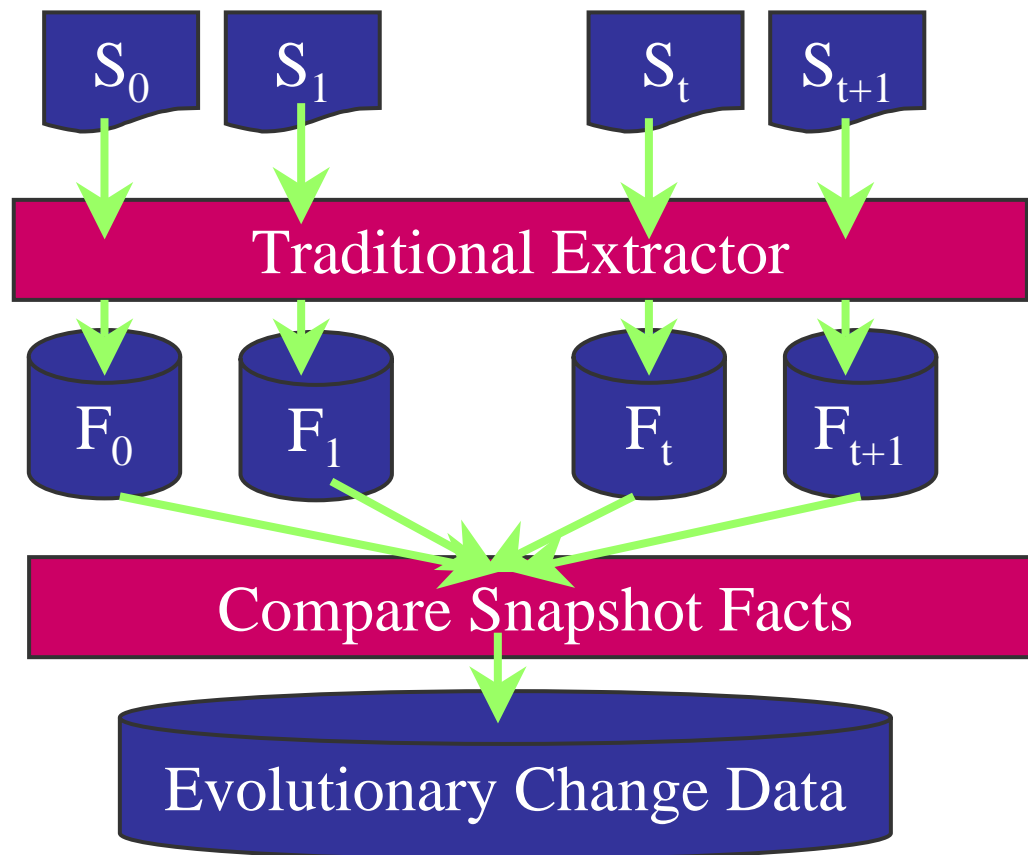 S₀ S₁ Sₜ Sₜ₊₁
Traditional Extractor
F₀ F₁ Fₜ Fₜ₊₁
Compare Snapshot Facts
Evolutionary Change Data